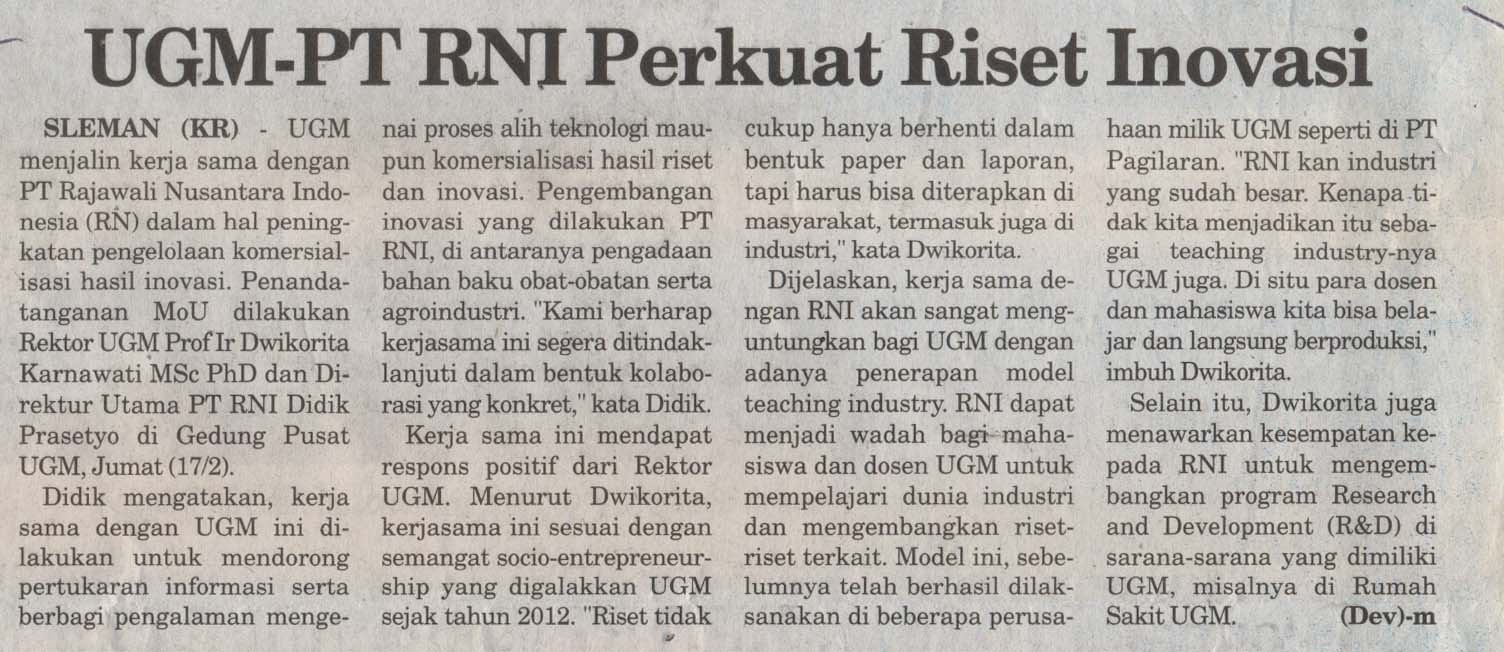 UGM-PT RNI Perkuat Riset Inovasi
SLEMAN (KR) - UGM
menjalin kerja sama dengan
PT Rajawali Nusantara Indo-
nesia (RN) dalam hal pening-
katan pengelolaan komersial-
isasi hasil inovasi. Penanda-
tanganan MoU dilakukan
Rektor UGM Prof Ir Dwikorita
Karnawati MSc PhD dan Di-
rektur Utama PT RNI Didik
Prasetyo di Gedung Pusat
UGM, Jumat (17/2).
Didik mengatakan, kerja
sama dengan UGM ini di-
lakukan untuk mendorong
pertukaran informasi serta
berbagi pengalaman menge-
nai proses alih teknologi mau-
pun komersialisasi hasil riset
dan inovasi. Pengembangan
inovasi yang dilakukan PT
RNI, di antaranya pengadaan
bahan baku obat-obatan serta
agroindustri. "Kami berharap
kerjasama ini segera ditindak-
lanjuti dalam bentuk kolabo-
rasi yang konkret," kata Didik.
Kerja sama ini mendapat
respons positif dari Rektor
UGM. Menurut Dwikorita,
kerjasama ini sesuai dengan
semangat socio-entrepreneur-
ship yang digalakkan UGM
sejak tahun 2012. "Riset tidak
cukup hanya berhenti dalam
bentuk paper dan laporan,
tapi harus bisa diterapkan di
masyarakat, termasuk juga di
industri," kata Dwikorita.
Dijelaskan, kerja sama de-
ngan RNI akan sangat meng-
untungkan bagi UGM dengan
adanya penerapan model
teaching industry. RNI dapat
menjadi wadah bagi maha-
siswa dan dosen UGM untuk
mempelajari dunia industri
dan mengembangkan riset-
riset terkait. Model ini, sebe-
lumnya telah berhasil dilak-
sanakan di beberapa perusa-
haan milik UGM seperti di PT
Pagilaran. "RNI kan industri
yang sudah besar. Kenapa ti-
dak kita menjadikan itu seba-
gai teaching industry-nya
UGM juga. Di situ para dosen
dan mahasiswa kita bisa bela-
jar dan langsung berproduksi,"
imbuh Dwikorita.
Selain itu, Dwikorita juga
menawarkan kesempatan ke-
pada RNI untuk mengem-
bangkan program Research
and Development (R&D) di
sarana-sarana yang dimiliki
UGM, misalnya di Rumah
Sakit UGM. (Dev)-m